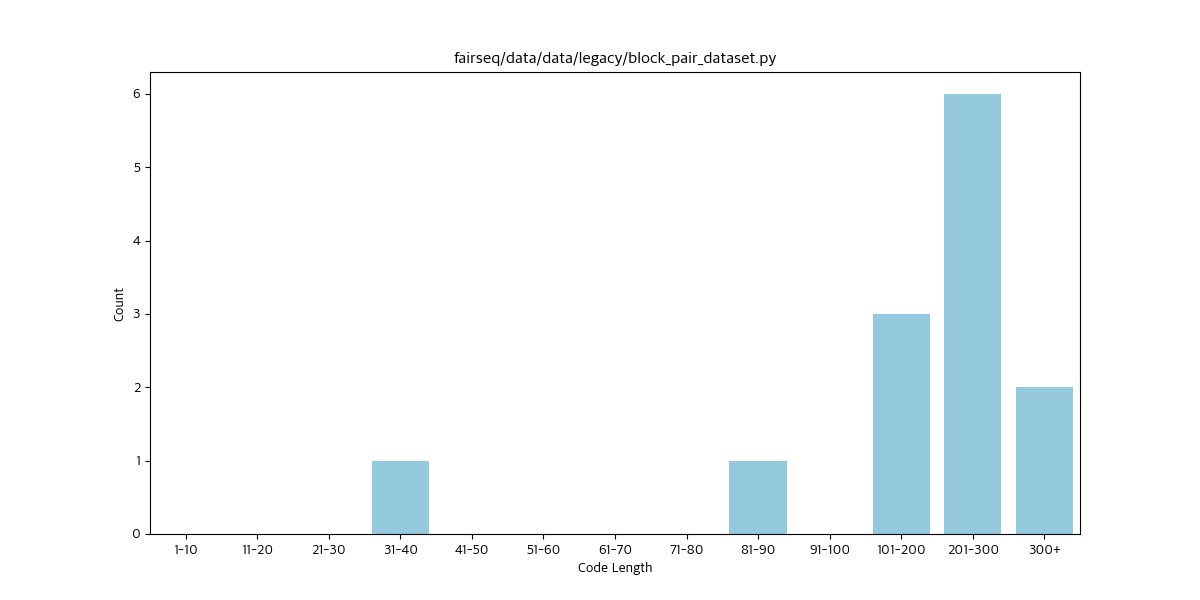 fairseq/data/data/legacy/block_pair_dataset.py
6
5
4
3
2
1
0
Count
1-10 11-20 21-30 31-40 41-50 51-60 61-70 71-80 81-90 91-100 101-200 201-300 300+
Code Length